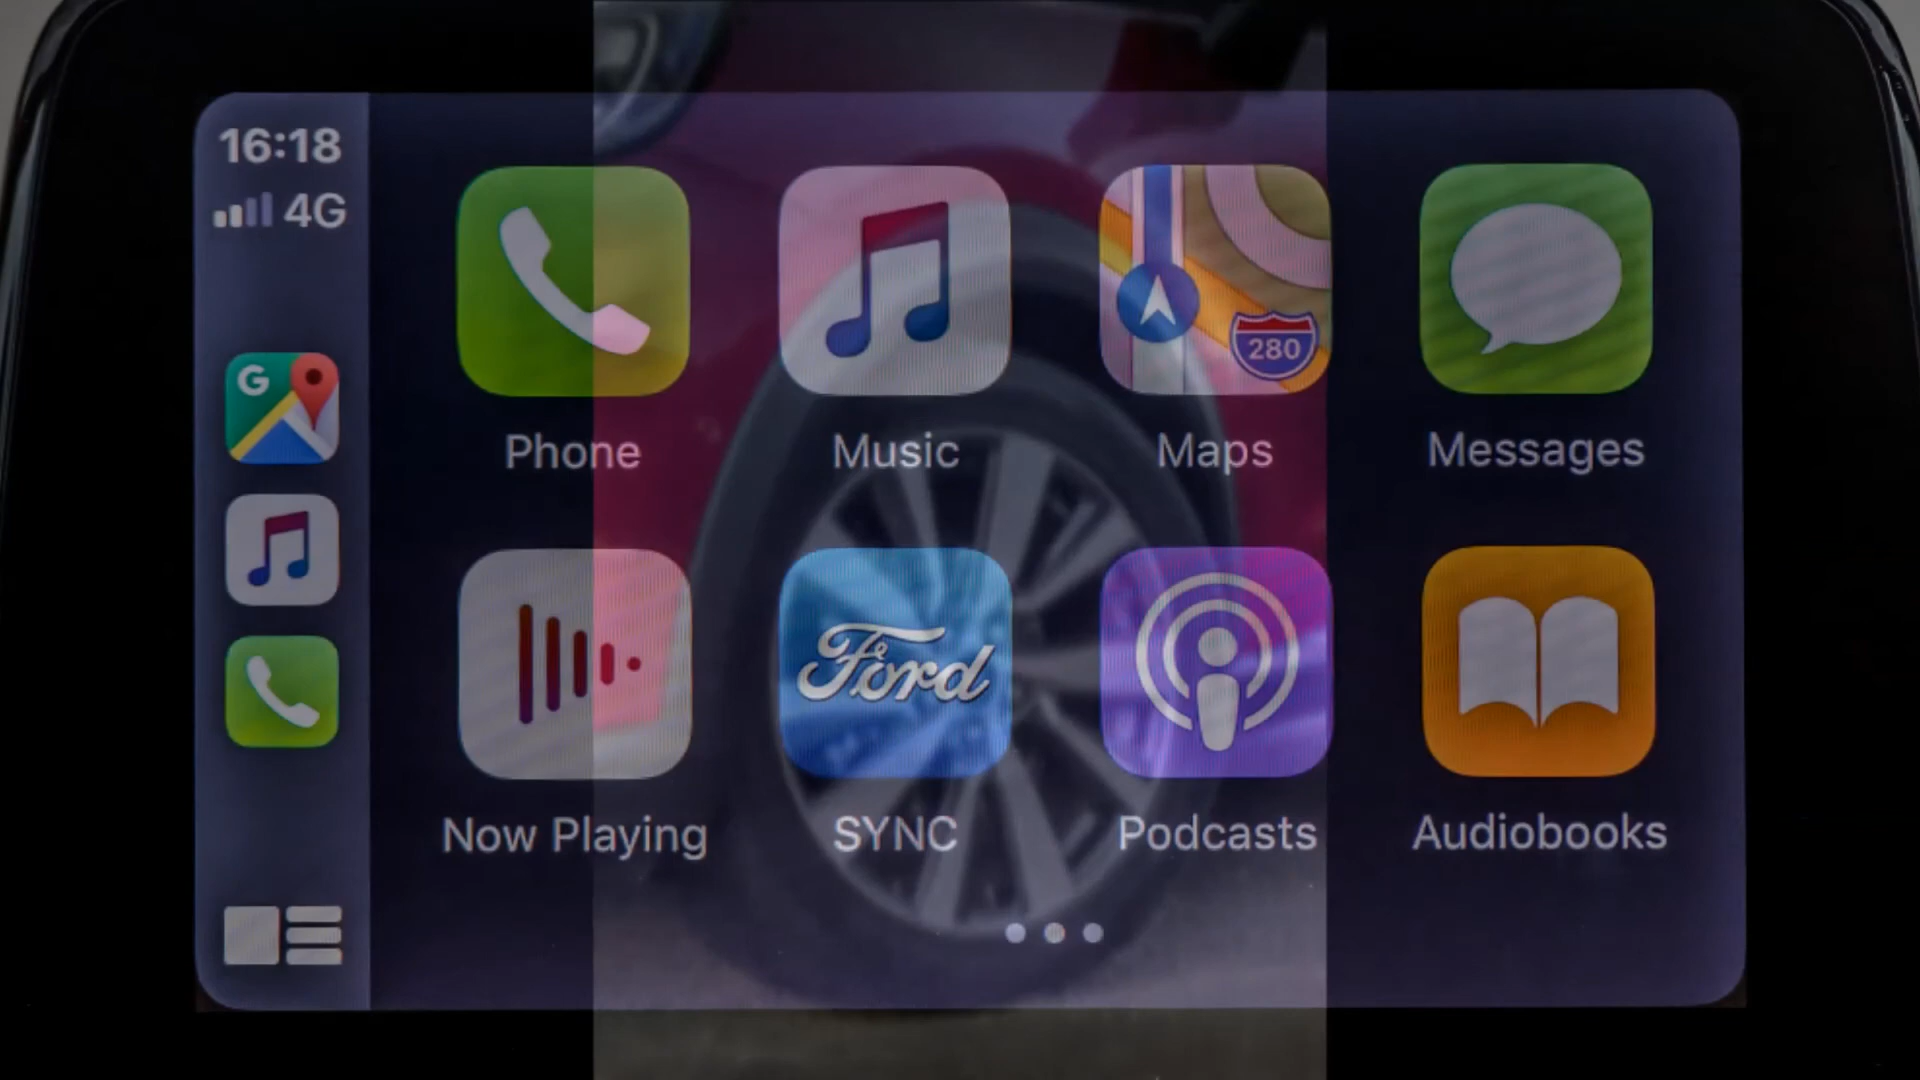 16:18
4G
G
280
Phone
Music
Maps
Messages
Ford
Now Playing
SYNC
Podcasts
Audiobooks